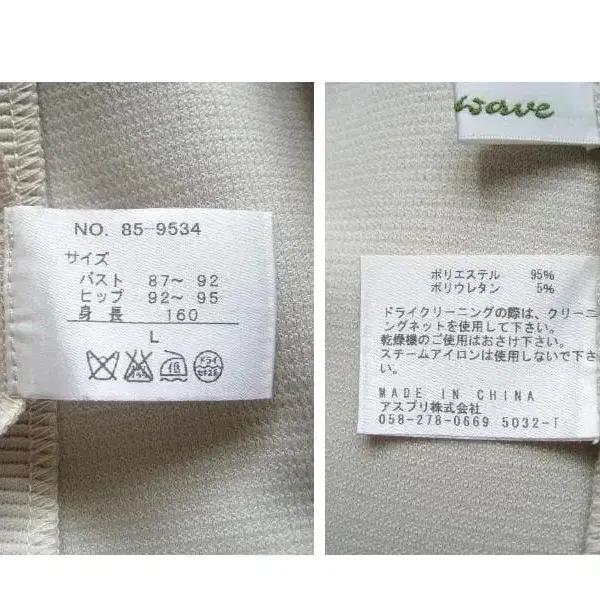 NO. 85-9534
サイズ
バスト 87～ 92
ヒップ 92～ 95
身長 160
L
低
ドライ
セキユ系
wave
ポリエステル 95%
ポリウレタン 5%
ドライクリーニングの際は、クリーニ
ングネットを使用して下さい。
乾燥機のご使用はおさけ下さい。
スチームアイロンは使用しないで下さ
い。
MADE IN CHINA
アスプリ株式会社
058-278-0669 5032-T